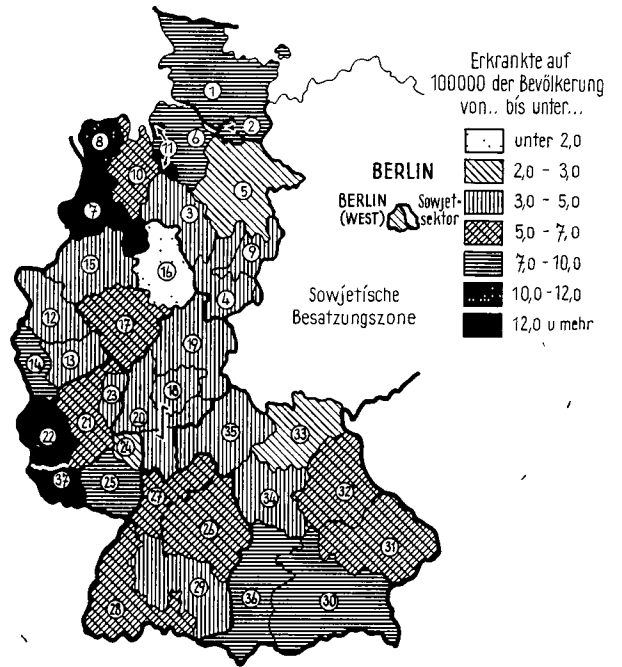 Erkrankte auf
100000 der Bevölkerung
von.. bis unter...
unter 2,0
2,0 - 3,0
3,0 - 5,0
5,0 - 7,0
7,0 - 10,0
10,0 - 12,0
12,0 u mehr
BERLIN
BERLIN
(WEST)
Sowjet-
sektor
Sowjetische
Besatzungszone
1
2
6
8
11
10
5
7
3
9
15
16
4
12
17
19
14
13
18
23
20
21
22
24
35
33
37
25
27
34
32
26
31
29
28
36
30